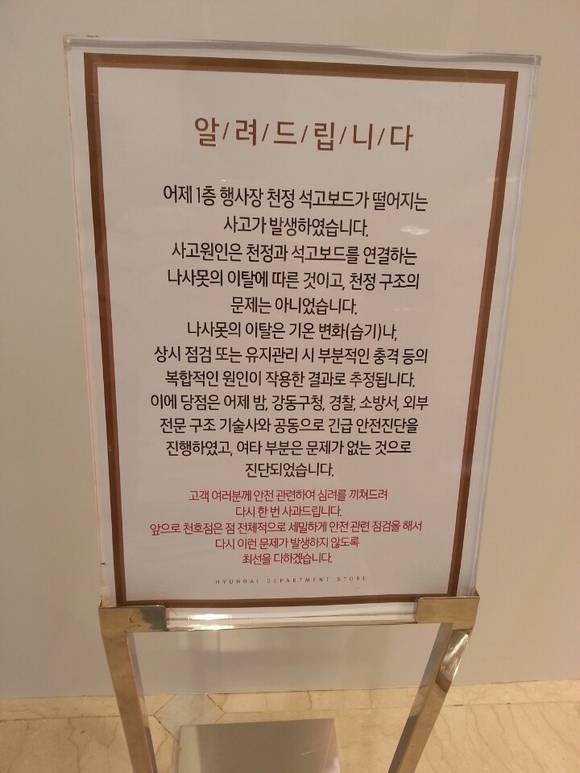 알/려/드/립/니/다
어제 1층 행사장 천정 석고보드가 떨어지는
사고가 발생하였습니다.
사고원인은 천정과 석고보드를 연결하는
나사못의 이탈에 따른 것이고, 천정 구조의
문제는 아니었습니다.
나사못의 이탈은 기온 변화(습기)나,
상시 점검 또는 유지관리 시 부분적인 충격 등의
복합적인 원인이 작용한 결과로 추정됩니다.
이에 당점은 어제 밤, 강동구청, 경찰, 소방서, 외부
전문 구조 기술사와 공동으로 긴급 안전진단을
진행하였고, 여타 부분은 문제가 없는 것으로
진단되었습니다.
고객 여러분께 안전 관련하여 심려를 끼쳐드려
다시 한 번 사과드립니다.
앞으로 천호점은 점 전체적으로 세밀하게 안전 관련 점검을 해서
다시 이런 문제가 발생하지 않도록
최선을 다하겠습니다.
HYUNDAI DEPARTMENT STORE